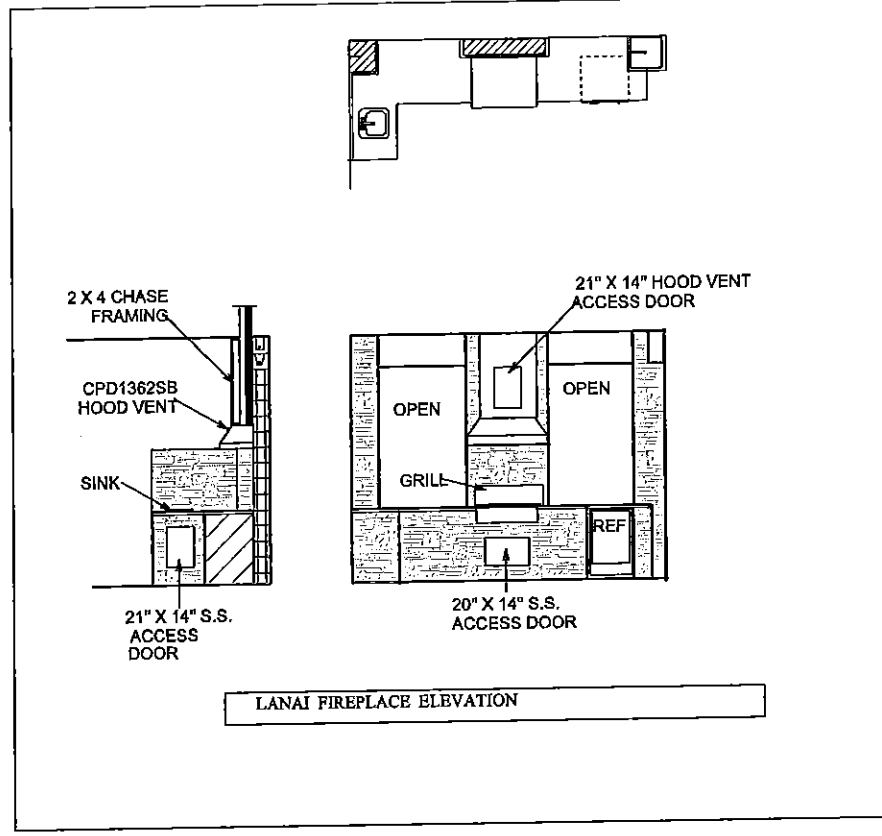 21" X 14" HOOD VENT
ACCESS DOOR
2 X 4 CHASE
FRAMING
CPD1362SB
HOOD VENT
OPEN
OPEN
SINK
GRILL
REF
21" X 14" S.S.
ACCESS
DOOR
20" X 14" S.S.
ACCESS DOOR
LANAI FIREPLACE ELEVATION